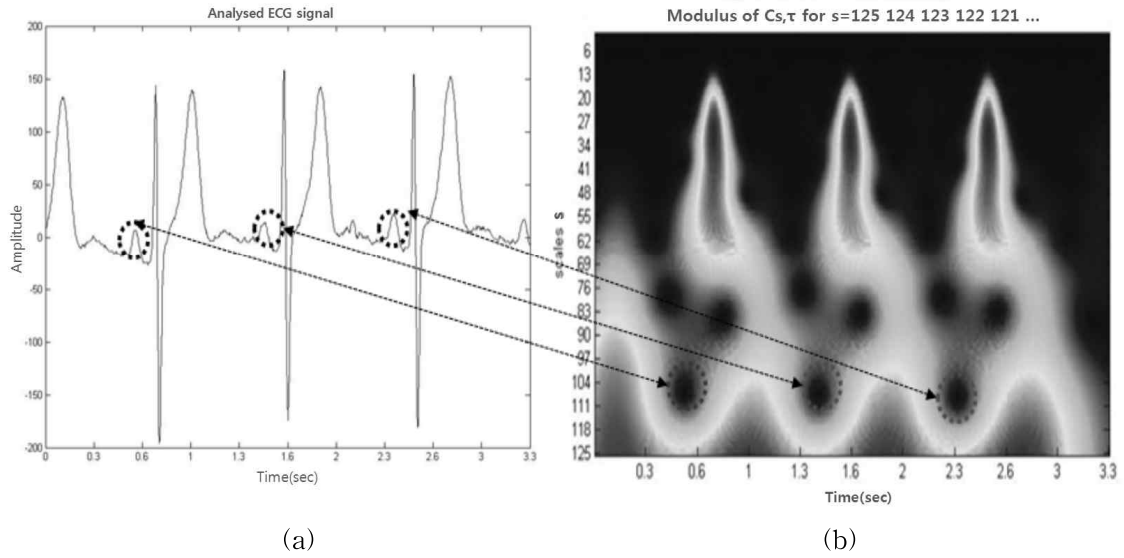 Analysed ECG signal
Amplitude
200
150
100
50
0
-50
-100
-150
-200
0 0.3 0.6 1 1.3 1.6 2 2.3 2.6 3 3.3
Time(sec)
(a)
Modulus of Cs,τ for s=125 124 123 122 121 ...
scales s
6
13
20
27
34
41
48
55
62
69
76
83
90
97
104
111
118
125
0.3 0.6 1 1.3 1.6 2 2.3 2.6 3 3.3
Time(sec)
(b)